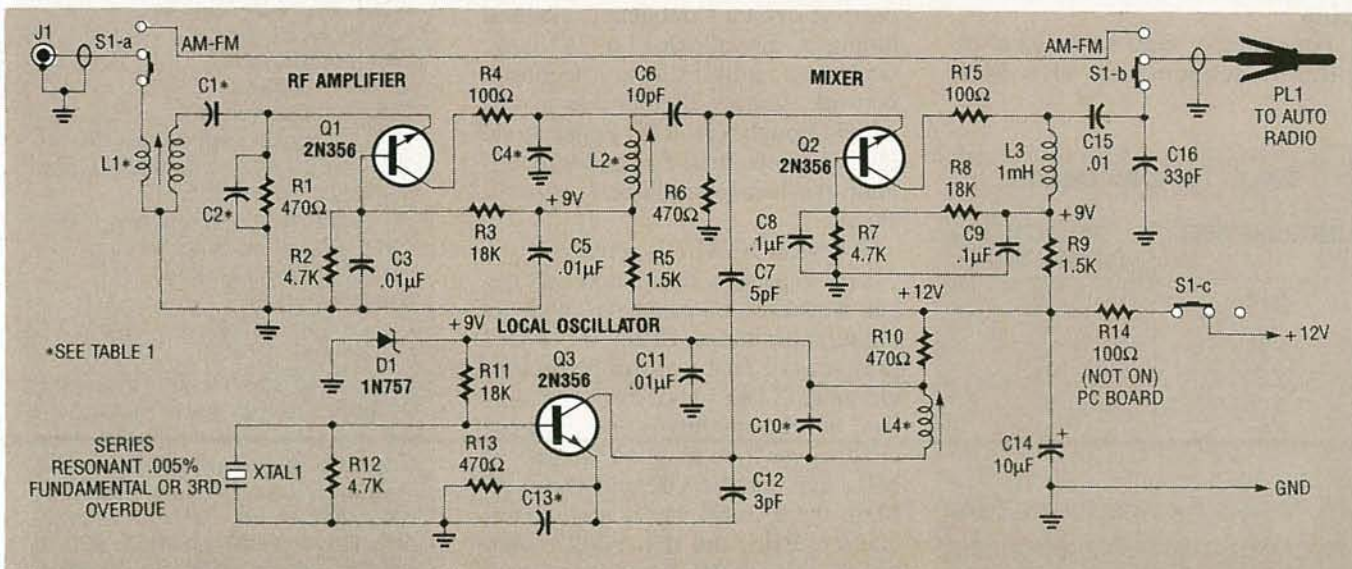 J1
S1-a
AM-FM
C1*
RF AMPLIFIER
R4
100Ω
C6
10pF
MIXER
AM-FM
R15
100Ω
S1-b
PL1
TO AUTO
RADIO
L1*
Q1
2N356
C4*
L2*
Q2
2N356
L3
1mH
C15
.01
C16
33pF
C2*
R1
470Ω
R6
470Ω
R8
18K
+9V
+9V
R2
4.7K
C3
.01µF
R3
18K
C5
.01µF
R5
1.5K
C8
.1µF
R7
4.7K
C9
.1µF
R9
1.5K
C7
5pF
+12V
S1-c
*SEE TABLE 1
+9V
LOCAL OSCILLATOR
D1
1N757
R11
18K
Q3
2N356
C11
.01µF
R10
470Ω
R14
100Ω
(NOT ON)
PC BOARD
+12V
SERIES
RESONANT .005%
FUNDAMENTAL OR 3RD
OVERDUE
XTAL1
R12
4.7K
R13
470Ω
C13*
C10*
L4*
C12
3pF
C14
10µF
+
GND